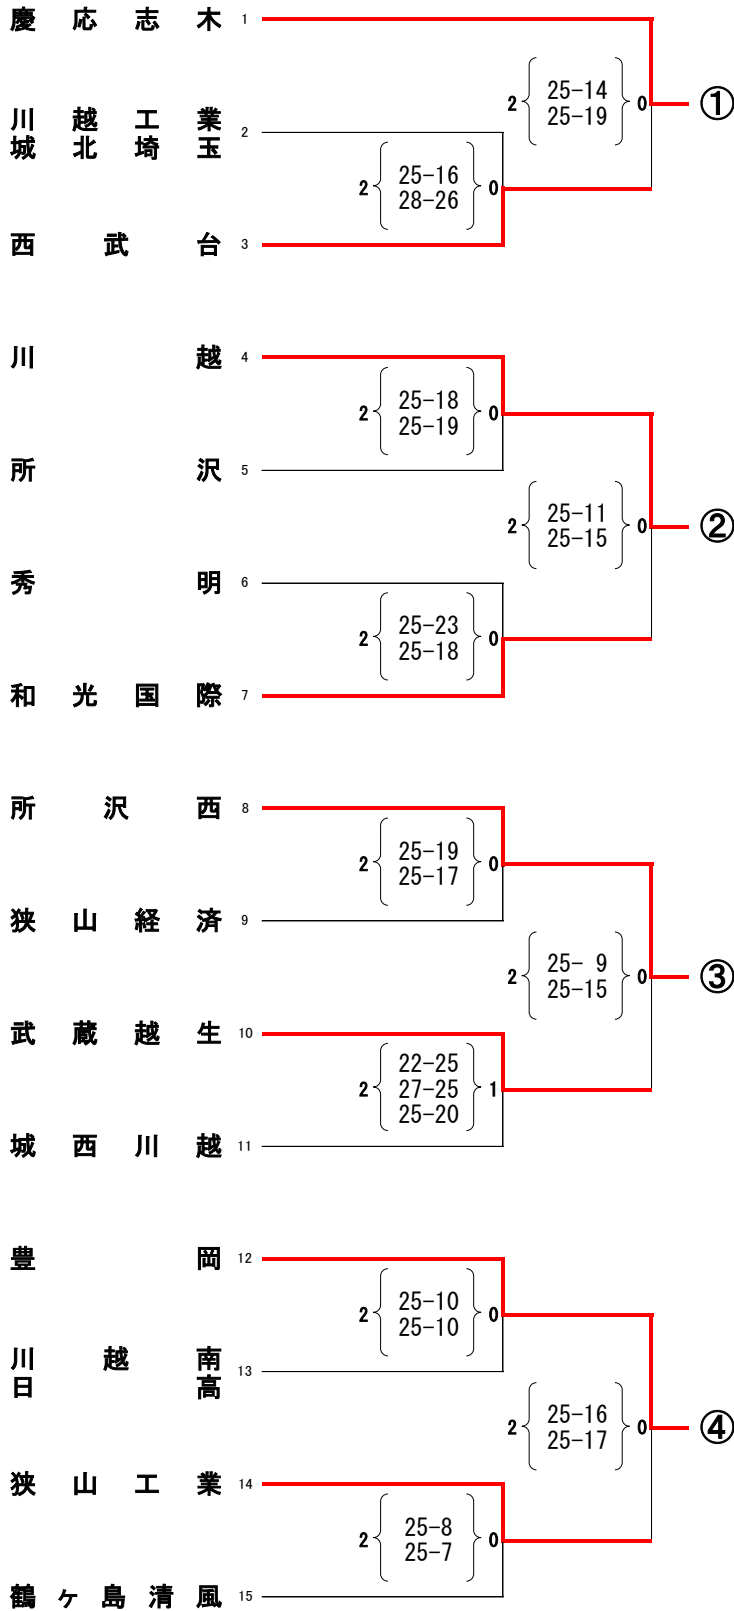 慶応志木 1
25-14
2 0 ①
25-19
川越工業
2
城北埼玉
25-16
2 0
28-26
西武台 3
川越 4
25-18
2 0
25-19
所沢 5
25-11
2 0 ②
25-15
秀明 6
25-23
2 0
25-18
和光国際 7
所沢西 8
25-19
2 0
25-17
狭山経済 9
25- 9
2 0 ③
25-15
武蔵越生 10
22-25
2 27-25 1
25-20
城西川越 11
豊岡 12
25-10
2 0
25-10
川越南
13
日高
25-16
2 0 ④
25-17
狭山工業 14
25-8
2 0
25-7
鶴ヶ島清風 15